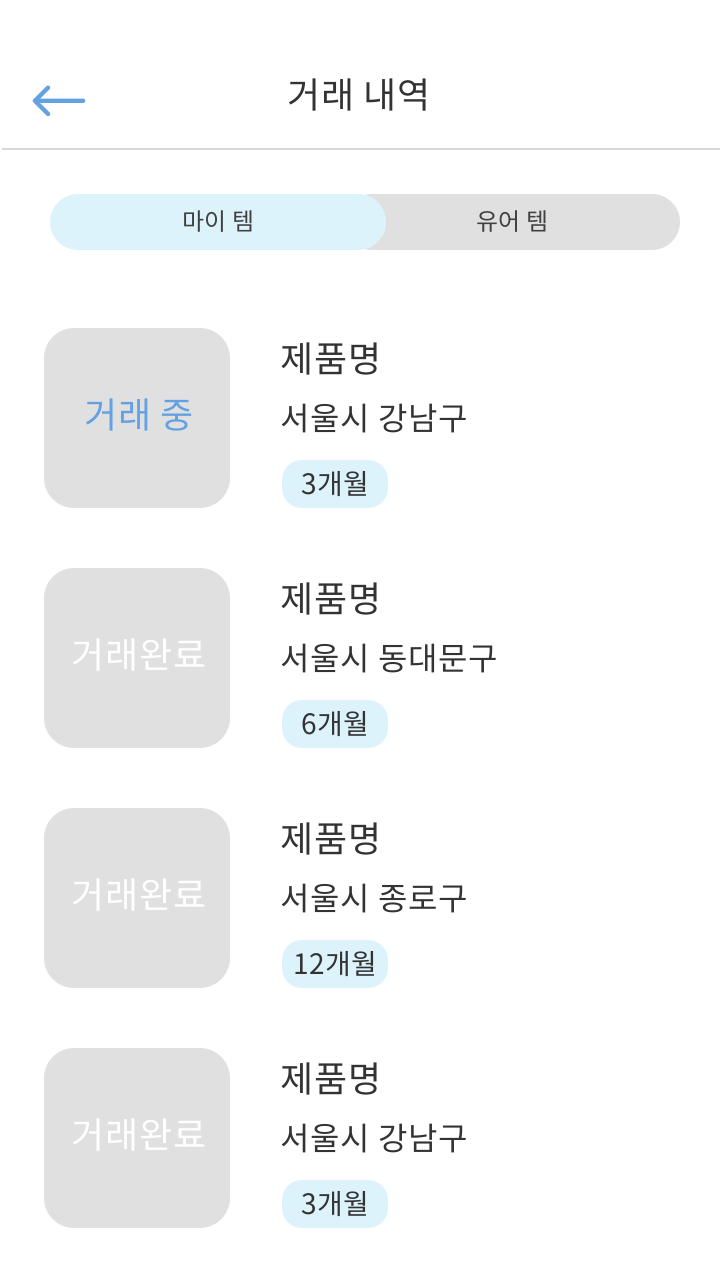 거래 내역
마이 템
유어 템
거래 중
제품명
서울시 강남구
3개월
거래완료
제품명
서울시 동대문구
6개월
거래완료
제품명
서울시 종로구
12개월
거래완료
제품명
서울시 강남구
3개월